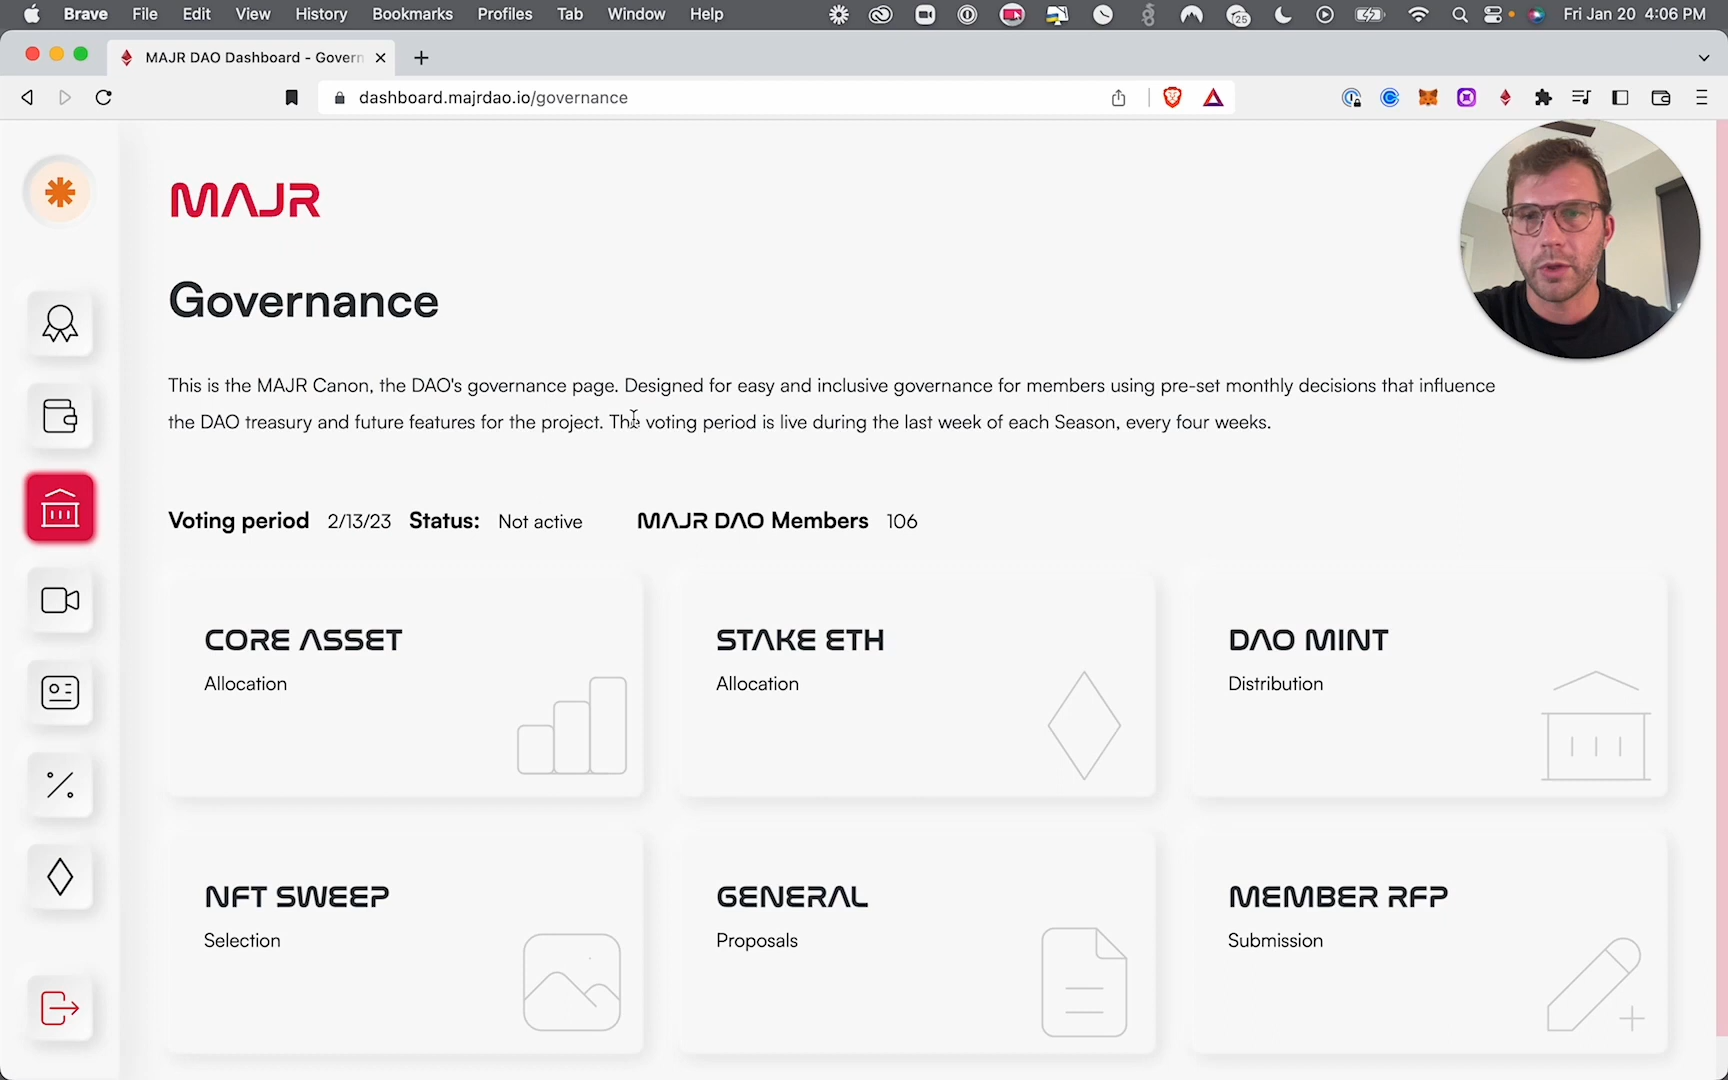 Brave File Edit View History Bookmarks Profiles Tab Window Help 25 Fri Jan 20 4:06 PM
MAJR DAO Dashboard - Govern
dashboard.majrdao.io/governance
MAJR
Governance
This is the MAJR Canon, the DAO's governance page. Designed for easy and inclusive governance for members using pre-set monthly decisions that influence
the DAO treasury and future features for the project. The voting period is live during the last week of each Season, every four weeks.
Voting period 2/13/23 Status: Not active MAJR DAO Members 106
CORE ASSET
Allocation
STAKE ETH
Allocation
DAO MINT
Distribution
NFT SWEEP
Selection
GENERAL
Proposals
MEMBER RFP
Submission